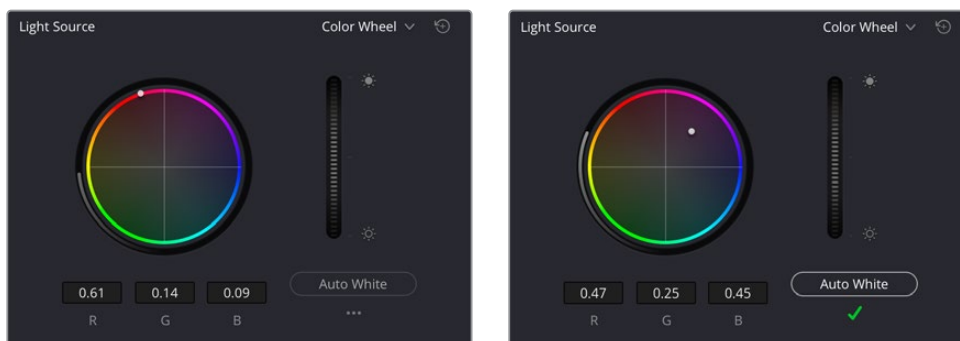 Light Source Color Wheel
0.61 0.14 0.09 Auto White
R G B
Light Source Color Wheel
0.47 0.25 0.45 Auto White
R G B